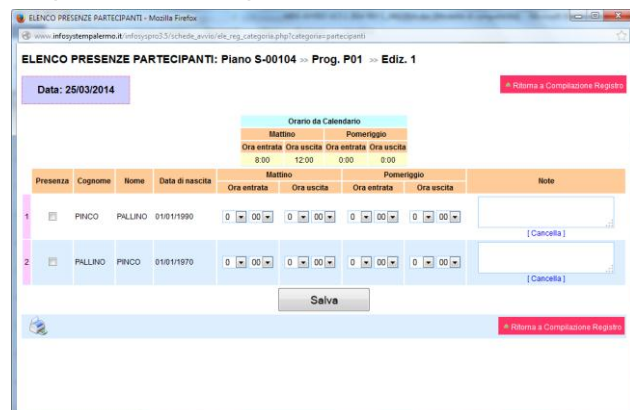 ELENCO PRESENZE PARTECIPANTI - Mozilla Firefox
www.infosystempalermo.it/infosyspro3.5/schede_avvio/ele_reg_categoria.php?categoria=partecipanti
ELENCO PRESENZE PARTECIPANTI: Piano S-00104 >> Prog. P01 >> Ediz. 1
Data: 25/03/2014
Ritorna a Compilazione Registro
Orario da Calendario
Mattino Pomeriggio
Ora entrata Ora uscita Ora entrata Ora uscita
8:00 12:00 0:00 0:00
Presenza Cognome Nome Data di nascita Mattino Pomeriggio Note
Ora entrata Ora uscita Ora entrata Ora uscita
1 PINCO PALLINO 01/01/1990 0 00 0 00 0 00 0 00
[ Cancella ]
2 PALLINO PINCO 01/01/1970 0 00 0 00 0 00 0 00
[ Cancella ]
Salva
Ritorna a Compilazione Registro